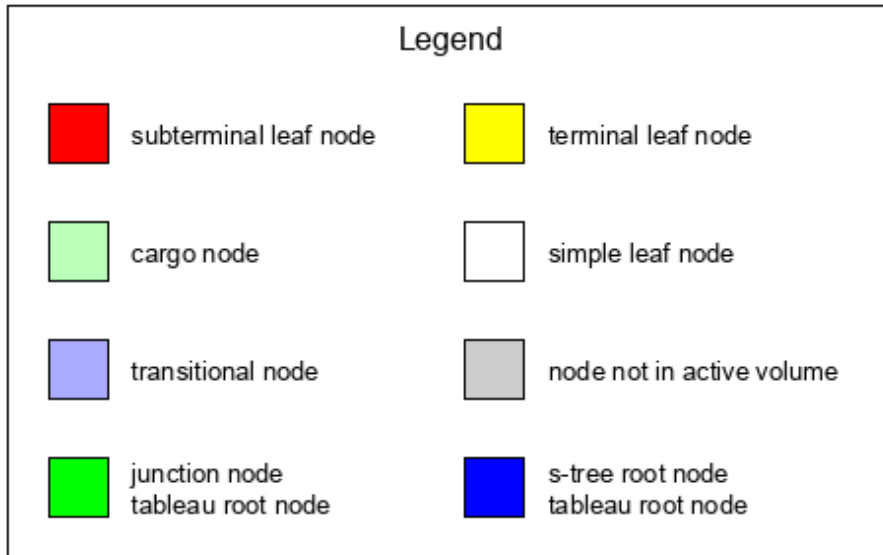 Legend
subterminal leaf node
terminal leaf node
cargo node
simple leaf node
transitional node
node not in active volume
junction node
tableau root node
s-tree root node
tableau root node